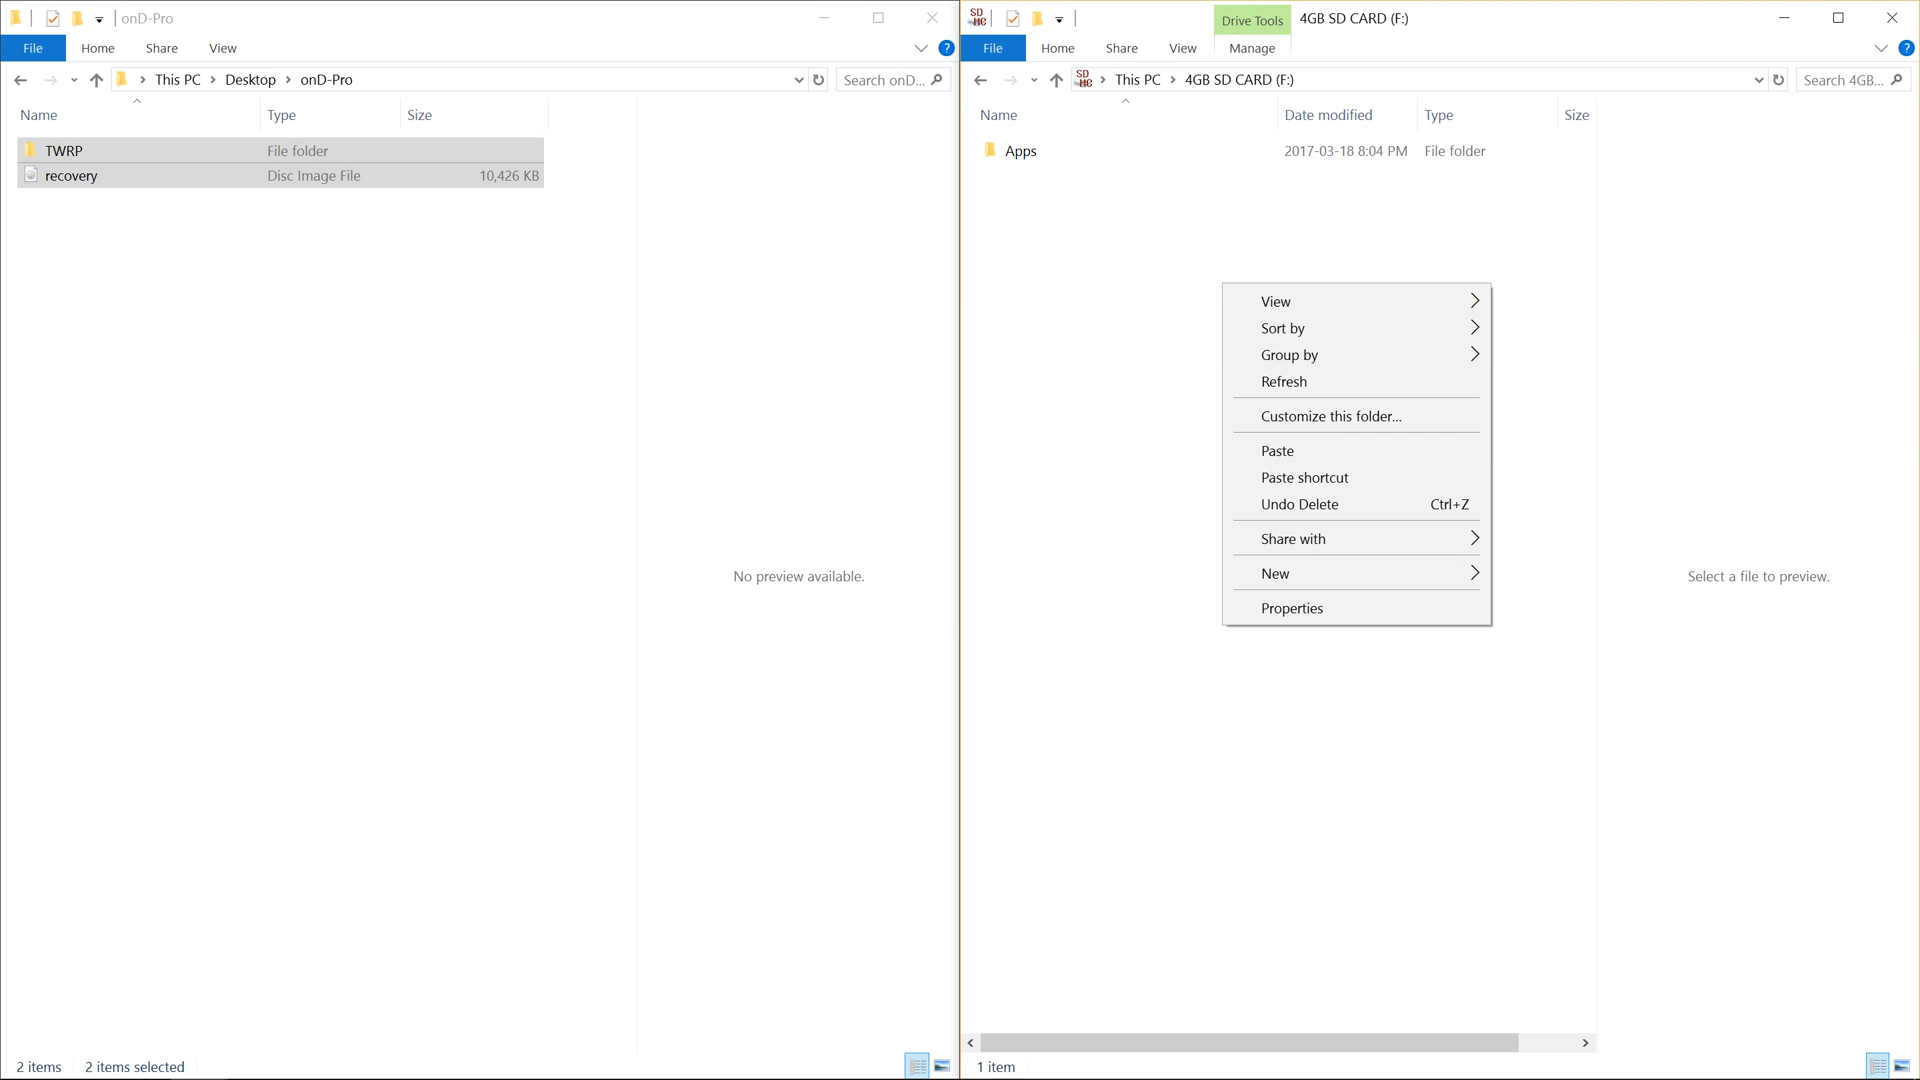 onD-Pro
File Home Share View
?
This PC Desktop onD-Pro
Search onD...
Name Type Size
TWRP File folder
recovery Disc Image File 10,426 KB
No preview available.
2 items 2 items selected
SD
HC
Drive Tools 4GB SD CARD (F:)
File Home Share View Manage
?
SD
HC
This PC 4GB SD CARD (F:)
Search 4GB...
Name Date modified Type Size
Apps 2017-03-18 8:04 PM File folder
View
Sort by
Group by
Refresh
Customize this folder...
Paste
Paste shortcut
Undo Delete Ctrl+Z
Share with
New
Properties
Select a file to preview.
1 item